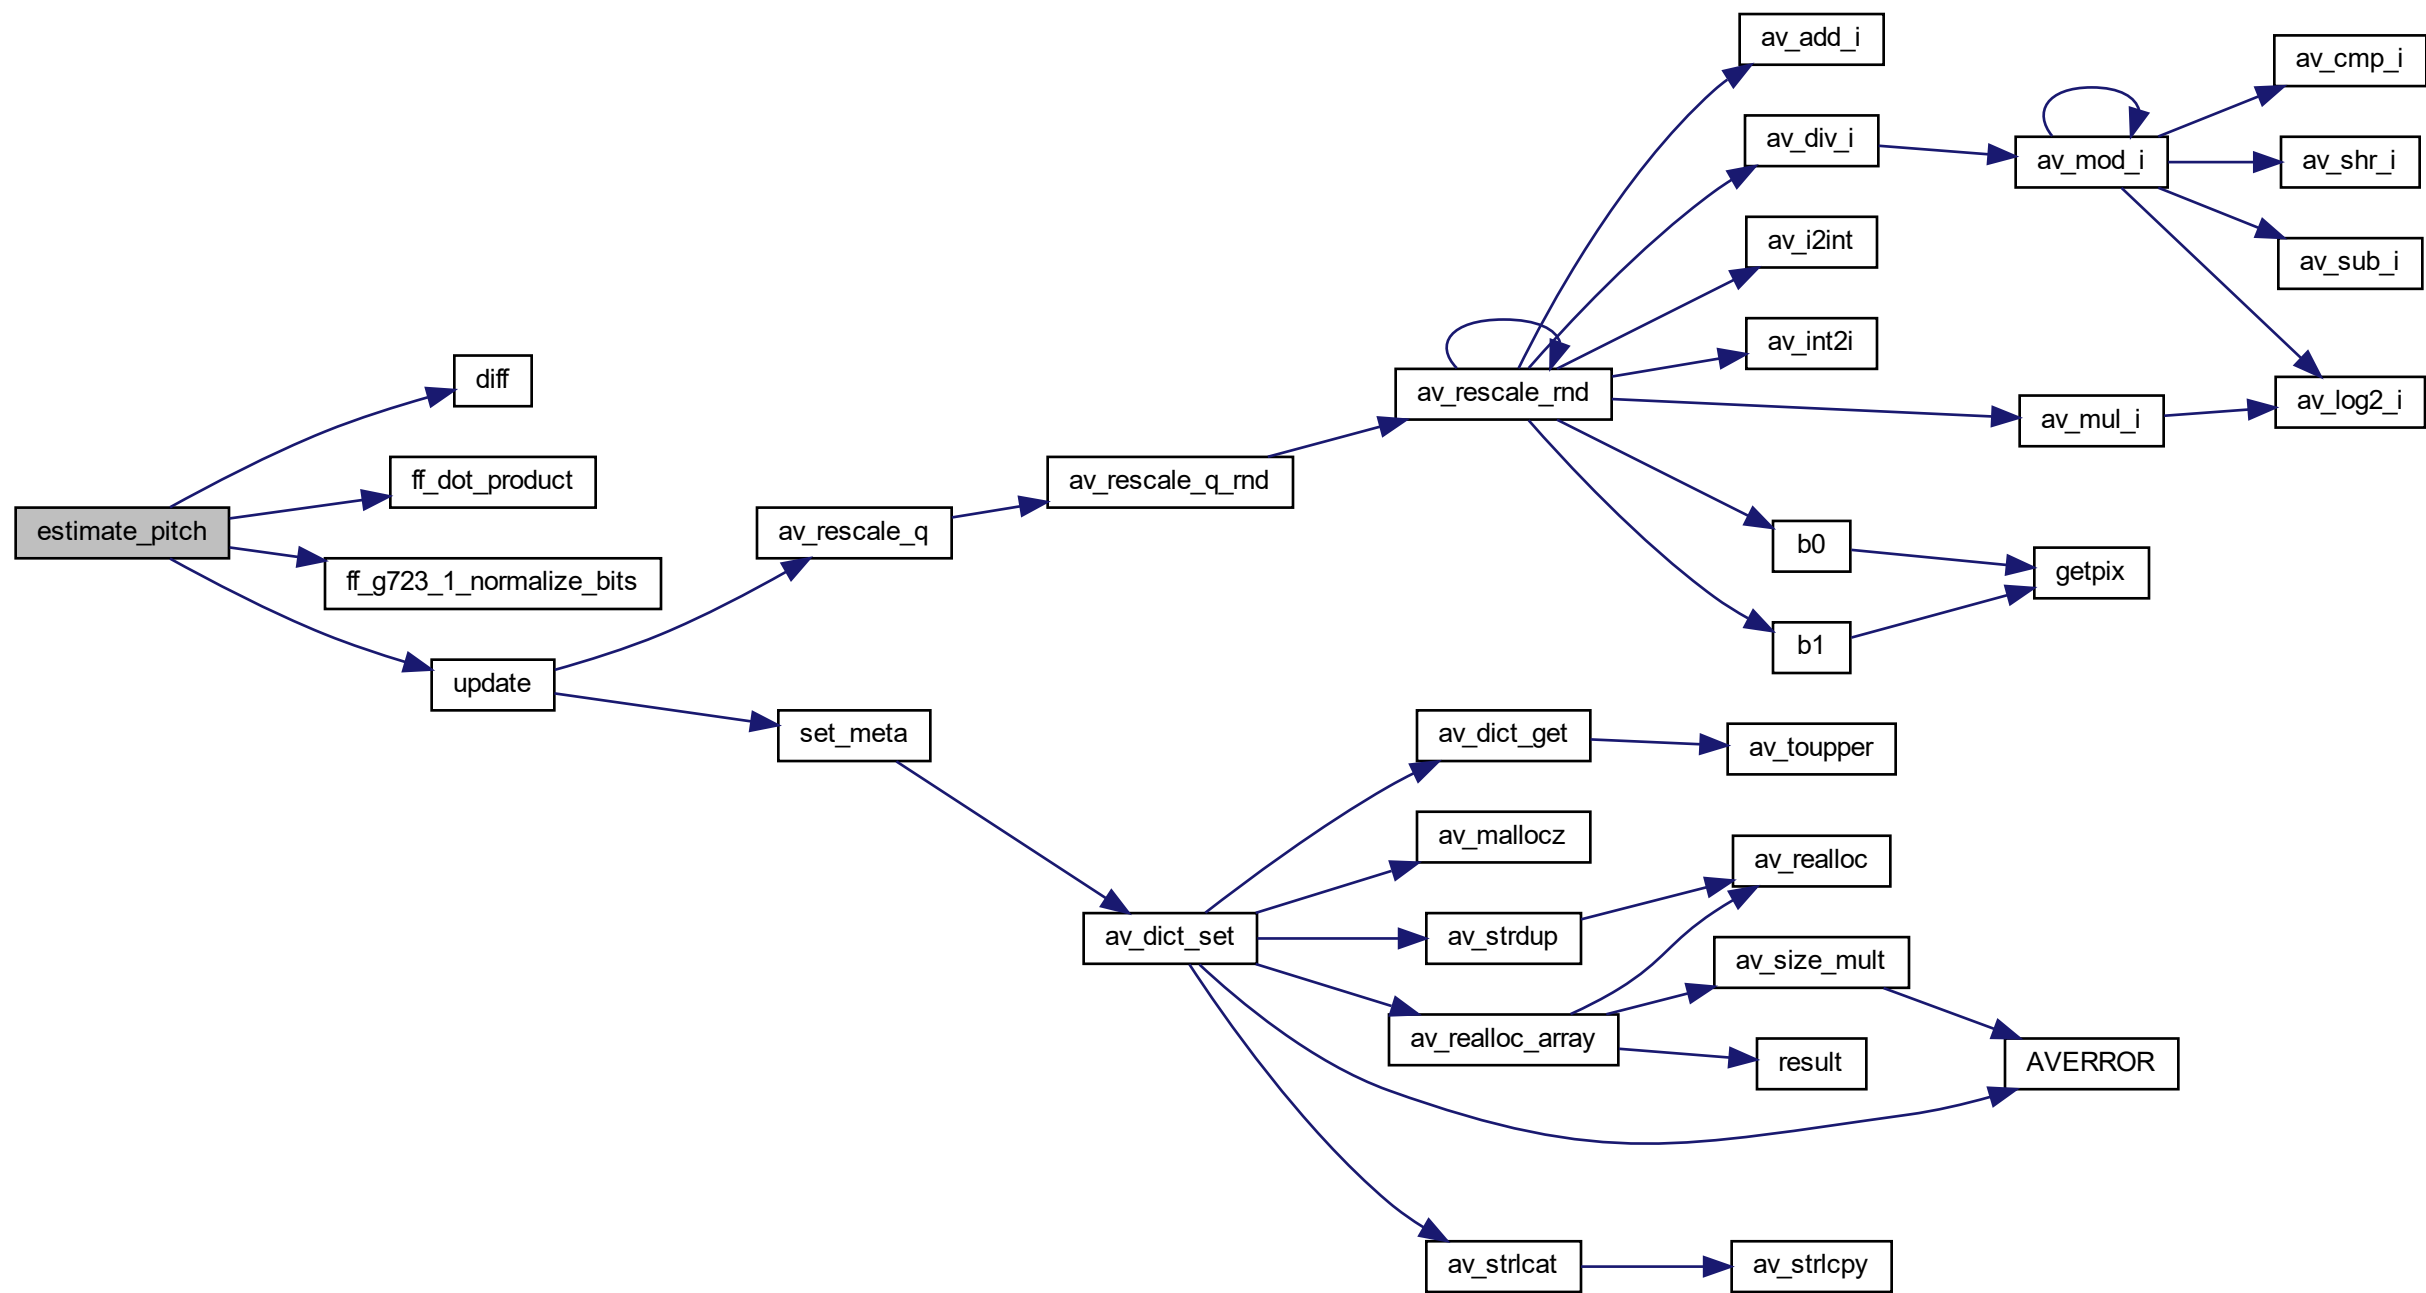 estimate_pitch
diff
ff_dot_product
ff_g723_1_normalize_bits
update
av_rescale_q
set_meta
av_rescale_q_rnd
av_dict_set
av_rescale_rnd
av_dict_get
av_mallocz
av_strdup
av_realloc_array
av_strlcat
av_add_i
av_div_i
av_i2int
av_int2i
b0
b1
av_toupper
av_realloc
av_size_mult
result
av_strlcpy
av_mod_i
av_mul_i
getpix
AVERROR
av_cmp_i
av_shr_i
av_sub_i
av_log2_i